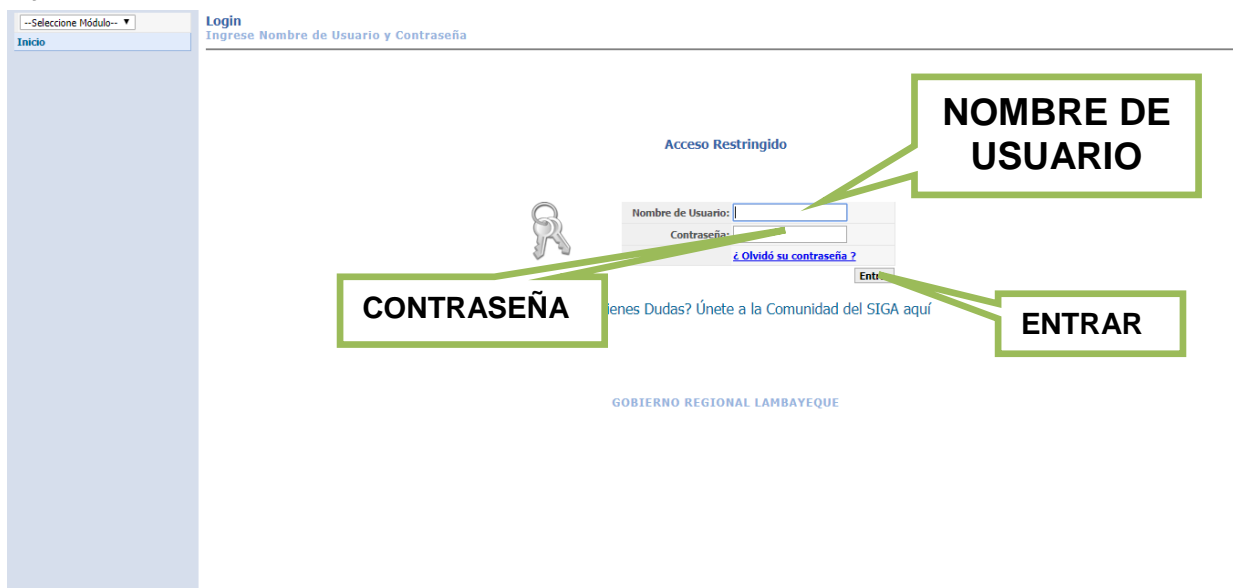 --Seleccione Módulo--
Inicio
Login
Ingrese Nombre de Usuario y Contraseña
NOMBRE DE
USUARIO
Acceso Restringido
Nombre de Usuario:
Contraseña:
¿ Olvidó su contraseña ?
CONTRASEÑA
Dudas? Únete a la Comunidad del SIGA aquí
ENTRAR
GOBIERNO REGIONAL LAMBAYEQUE